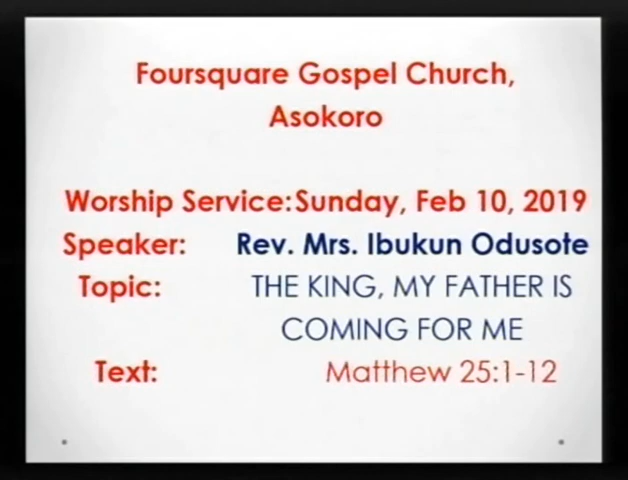 Foursquare Gospel Church,
Asokoro
Worship Service:Sunday, Feb 10, 2019
Speaker: Rev. Mrs. Ibukun Odusote
Topic: THE KING, MY FATHER IS
COMING FOR ME
Text: Matthew 25:1-12